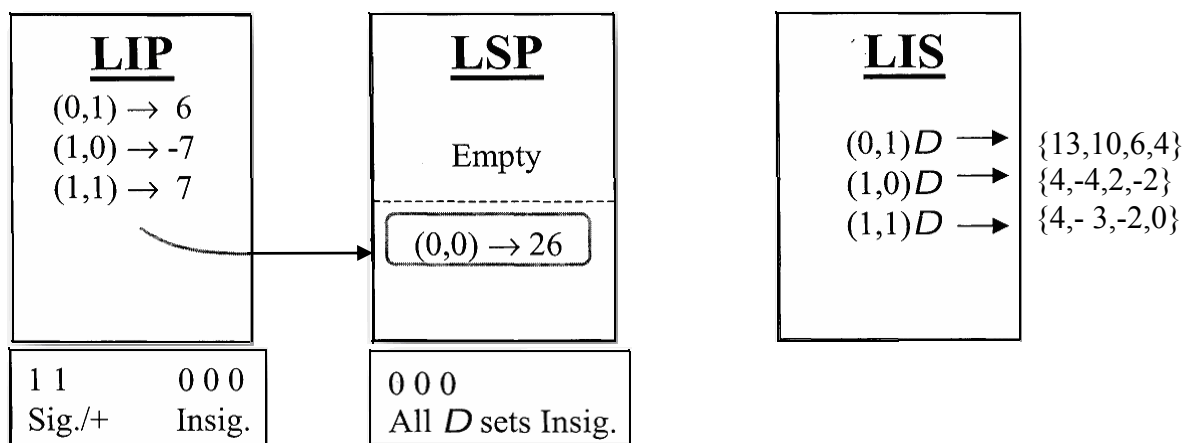 LIP
(0,1) → 6
(1,0) → -7
(1,1) → 7
1 1 0 0 0
Sig./+ Insig.
LSP
Empty
(0,0) → 26
0 0 0
All D sets Insig.
LIS
(0,1)D → {13,10,6,4}
(1,0)D → {4,-4,2,-2}
(1,1)D → {4,- 3,-2,0}